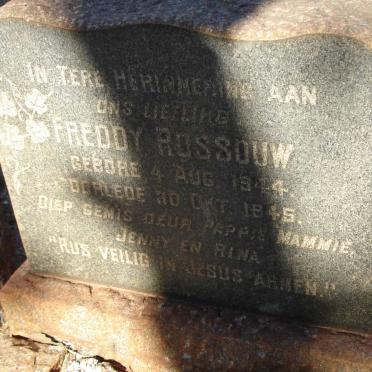 IN TERE HERINNERING AAN
ONS LIEFLING
FREDDY ROSSOUW
GEBORE 4 AUG. 1944.
OORLEDE 30 OKT. 1945.
DIEP GEMIS DEUR PAPPIE, MAMMIE,
JENNY EN RINA
"RUS VEILIG IN JESUS ARMEN."